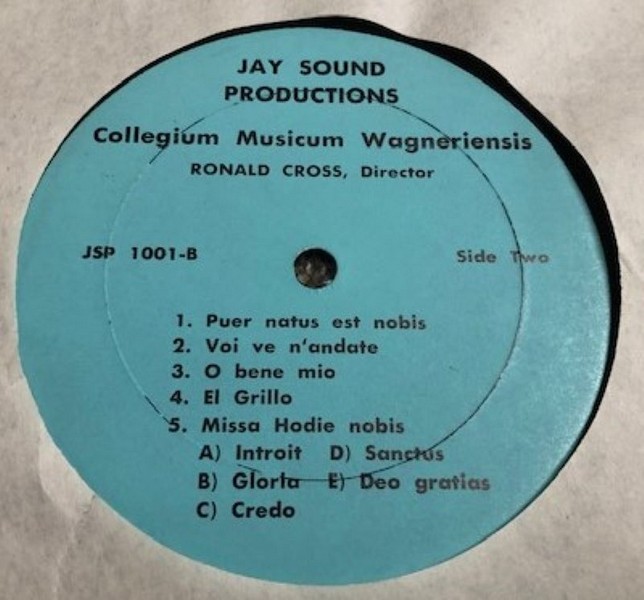 JAY SOUND
PRODUCTIONS
Collegium Musicum Wagneriensis
RONALD CROSS, Director
JSP 1001-B Side Two
1. Puer natus est nobis
2. Voi ve n'andate
3. O bene mio
4. El Grillo
5. Missa Hodie nobis
A) Introit D) Sanctus
B) Gloria E) Deo gratias
C) Credo